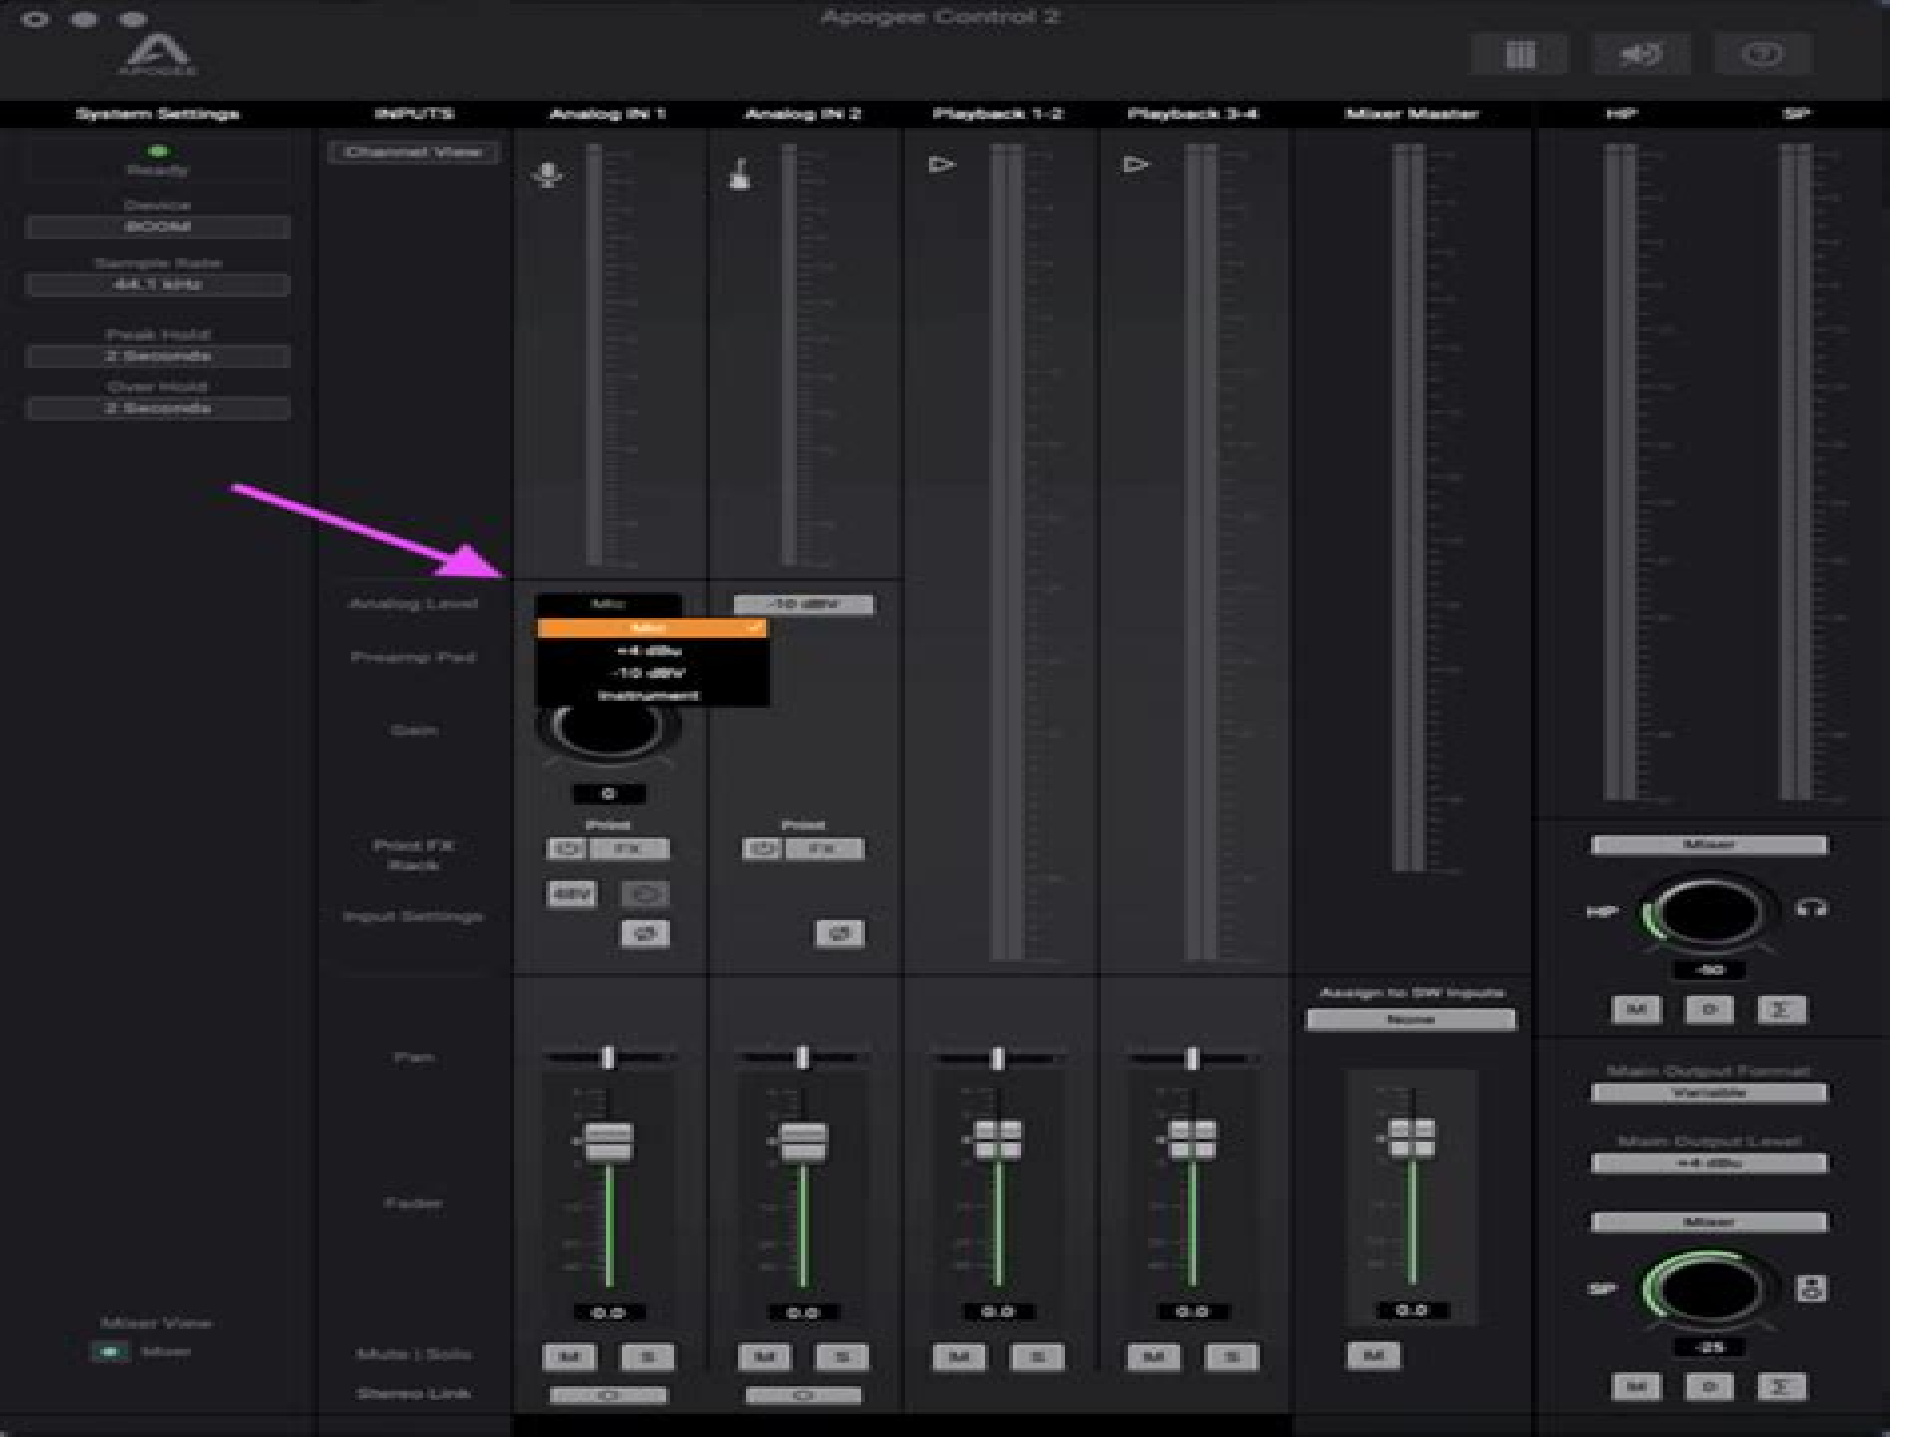 Apogee Control 2
APOGEE
System Settings
INPUTS
Analog IN 1
Analog IN 2
Playback 1-2
Playback 3-4
Mixer Master
HP
SP
Ready
Channel View
Device
BOOM
Sample Rate
44.1 kHz
Peak Hold
2 Seconds
Over Hold
2 Seconds
Analog Level
Mic
-10 dBV
Mic
+4 dBu
-10 dBV
Instrument
Preamp Pad
Gain
0
Print
Print
Print FX
Rack
FX
FX
48V
Input Settings
Mixer
HP
-50
M
D
Σ
Assign to SW Inputs
None
Pan
Main Output Format
Variable
Main Output Level
+4 dBu
Mixer
SP
-25
M
D
Σ
Fader
0.0
0.0
0.0
0.0
0.0
Mixer View
Mixer
Mute | Solo
M
S
M
S
M
S
M
S
M
Stereo Link